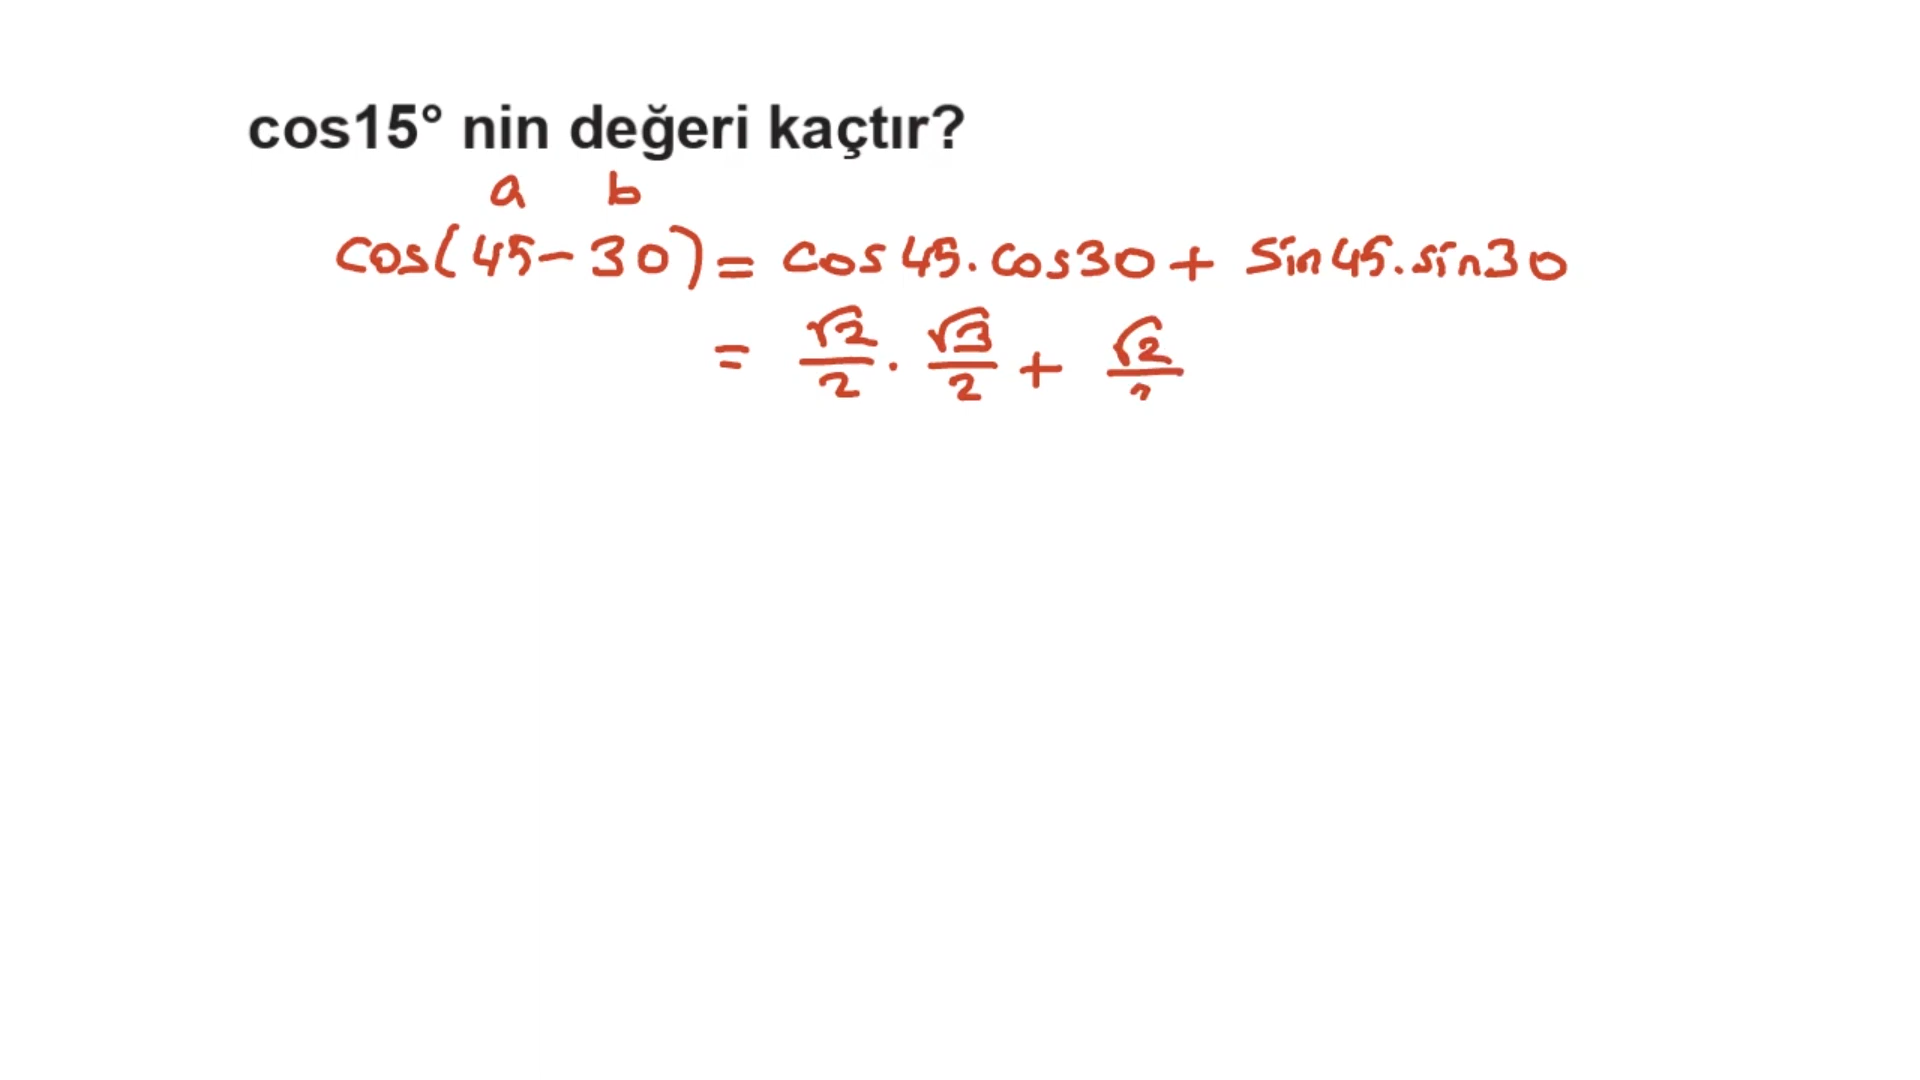 cos15° nin değeri kaçtır?
a b
cos(45-30) = cos45.cos30 + sin45.sin30
= √2/2 . √3/2 + √2/